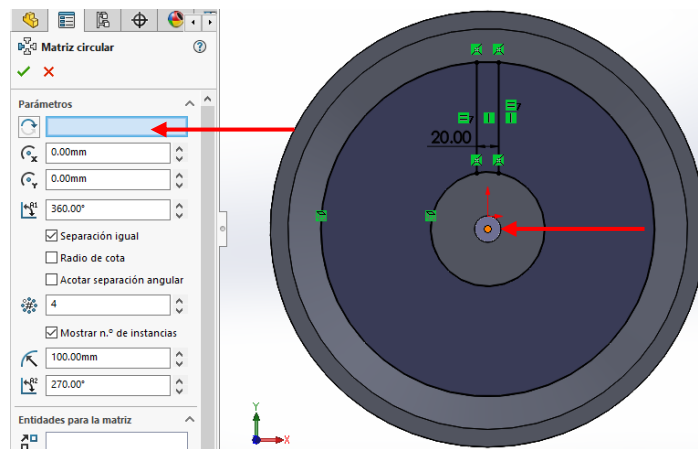 Matriz circular
Parámetros
0.00mm
0.00mm
360.00°
Separación igual
Radio de cota
Acotar separación angular
4
Mostrar n.º de instancias
100.00mm
270.00°
Entidades para la matriz
20.00
Y
X